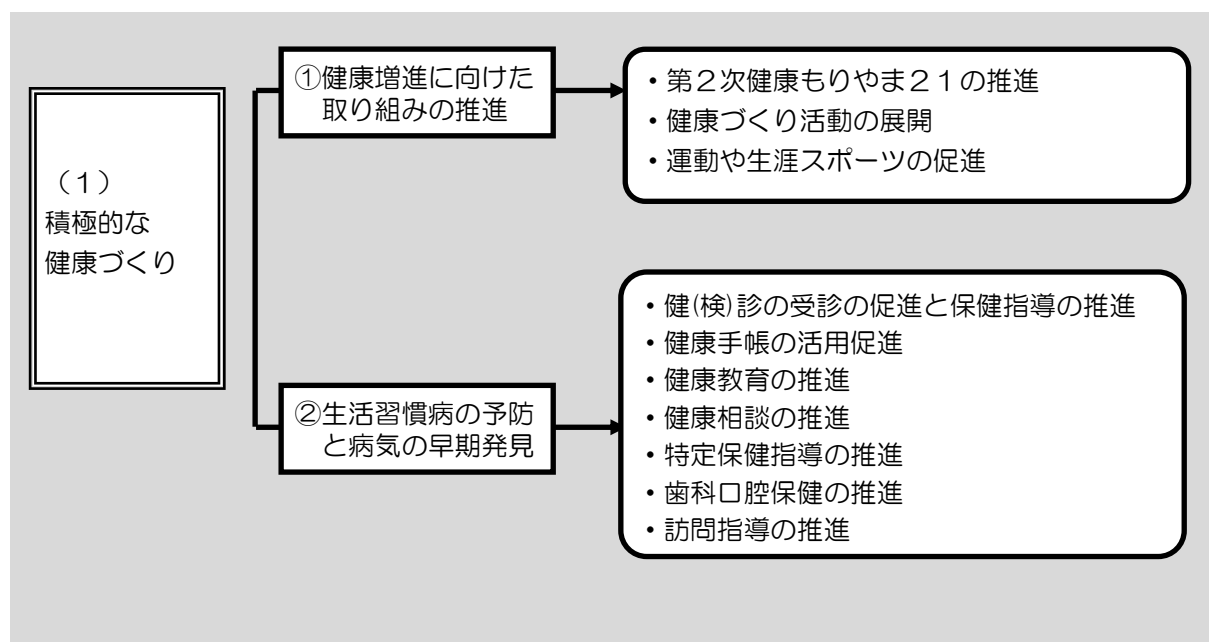 （１）
積極的な
健康づくり
①健康増進に向けた
取り組みの推進
・第２次健康もりやま２１の推進
・健康づくり活動の展開
・運動や生涯スポーツの促進
②生活習慣病の予防
と病気の早期発見
・健(検)診の受診の促進と保健指導の推進
・健康手帳の活用促進
・健康教育の推進
・健康相談の推進
・特定保健指導の推進
・歯科口腔保健の推進
・訪問指導の推進